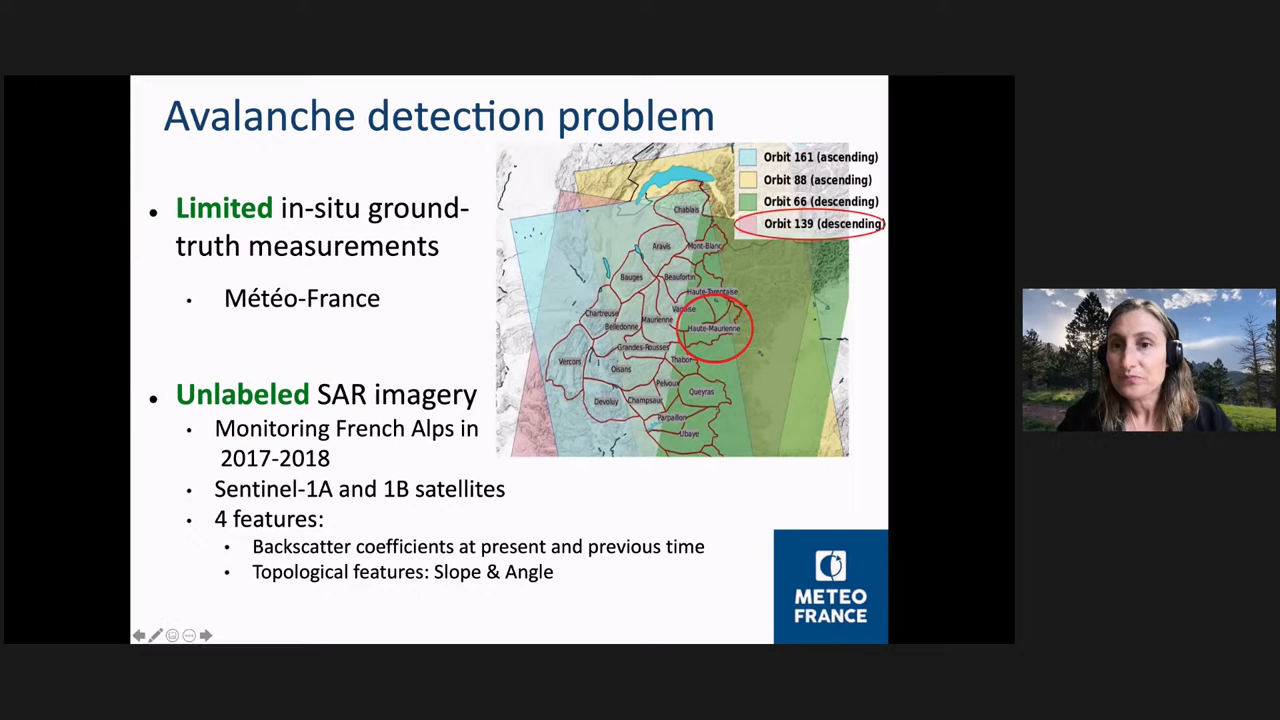 Avalanche detection problem
Limited in-situ ground-
truth measurements
Météo-France
Unlabeled SAR imagery
Monitoring French Alps in
2017-2018
Sentinel-1A and 1B satellites
4 features:
Backscatter coefficients at present and previous time
Topological features: Slope & Angle
Orbit 161 (ascending)
Orbit 88 (ascending)
Orbit 66 (descending)
Orbit 139 (descending)
Chablais
Aravis
Mont-Blanc
Bauges
Beaufortin
Haute-Tarentaise
Chartreuse
Vanoise
Belledonne
Maurienne
Haute-Maurienne
Grandes-Rousses
Vercors
Thabor
Oisans
Pelvoux
Queyras
Devoluy
Champsaur
Parpaillon
Ubaye
METEO
FRANCE